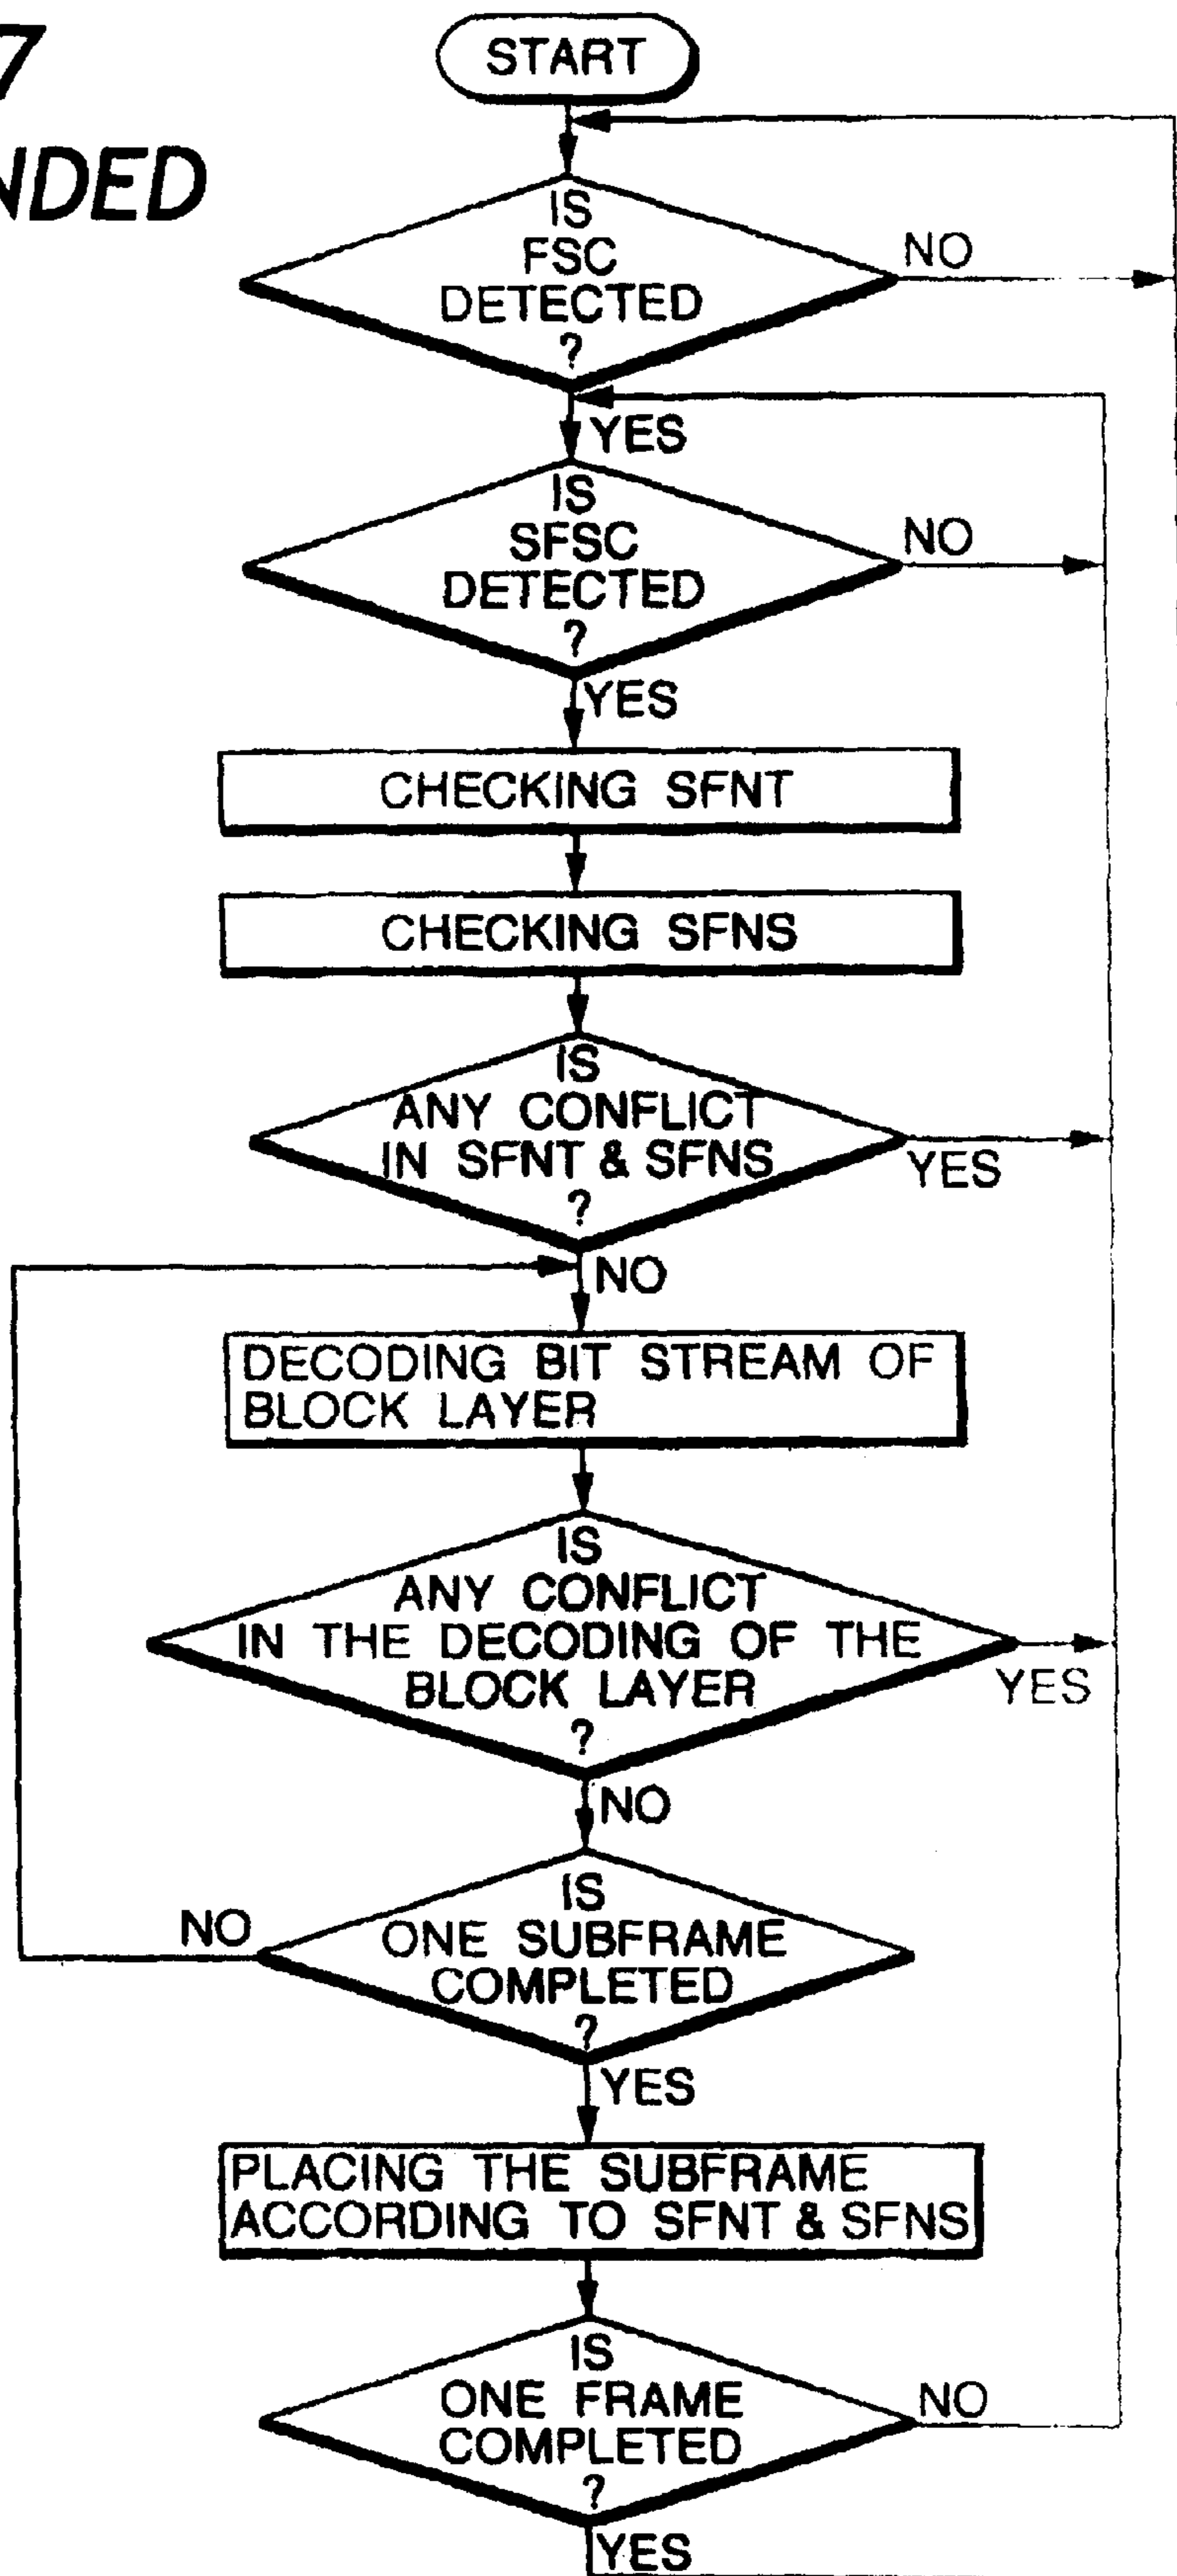 7
NDED
START
IS
FSC
DETECTED
?
NO
YES
IS
SFSC
DETECTED
?
NO
YES
CHECKING SFNT
CHECKING SFNS
IS
ANY CONFLICT
IN SFNT & SFNS
?
YES
NO
DECODING BIT STREAM OF
BLOCK LAYER
IS
ANY CONFLICT
IN THE DECODING OF THE
BLOCK LAYER
?
YES
NO
IS
ONE SUBFRAME
COMPLETED
?
NO
YES
PLACING THE SUBFRAME
ACCORDING TO SFNT & SFNS
IS
ONE FRAME
COMPLETED
?
NO
YES